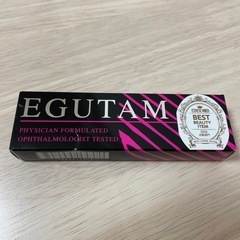 EGUTAM
PHYSICIAN FORMULATED
OPHTHALMOLOGIST TESTED
BEST
BEAUTY
ITEM